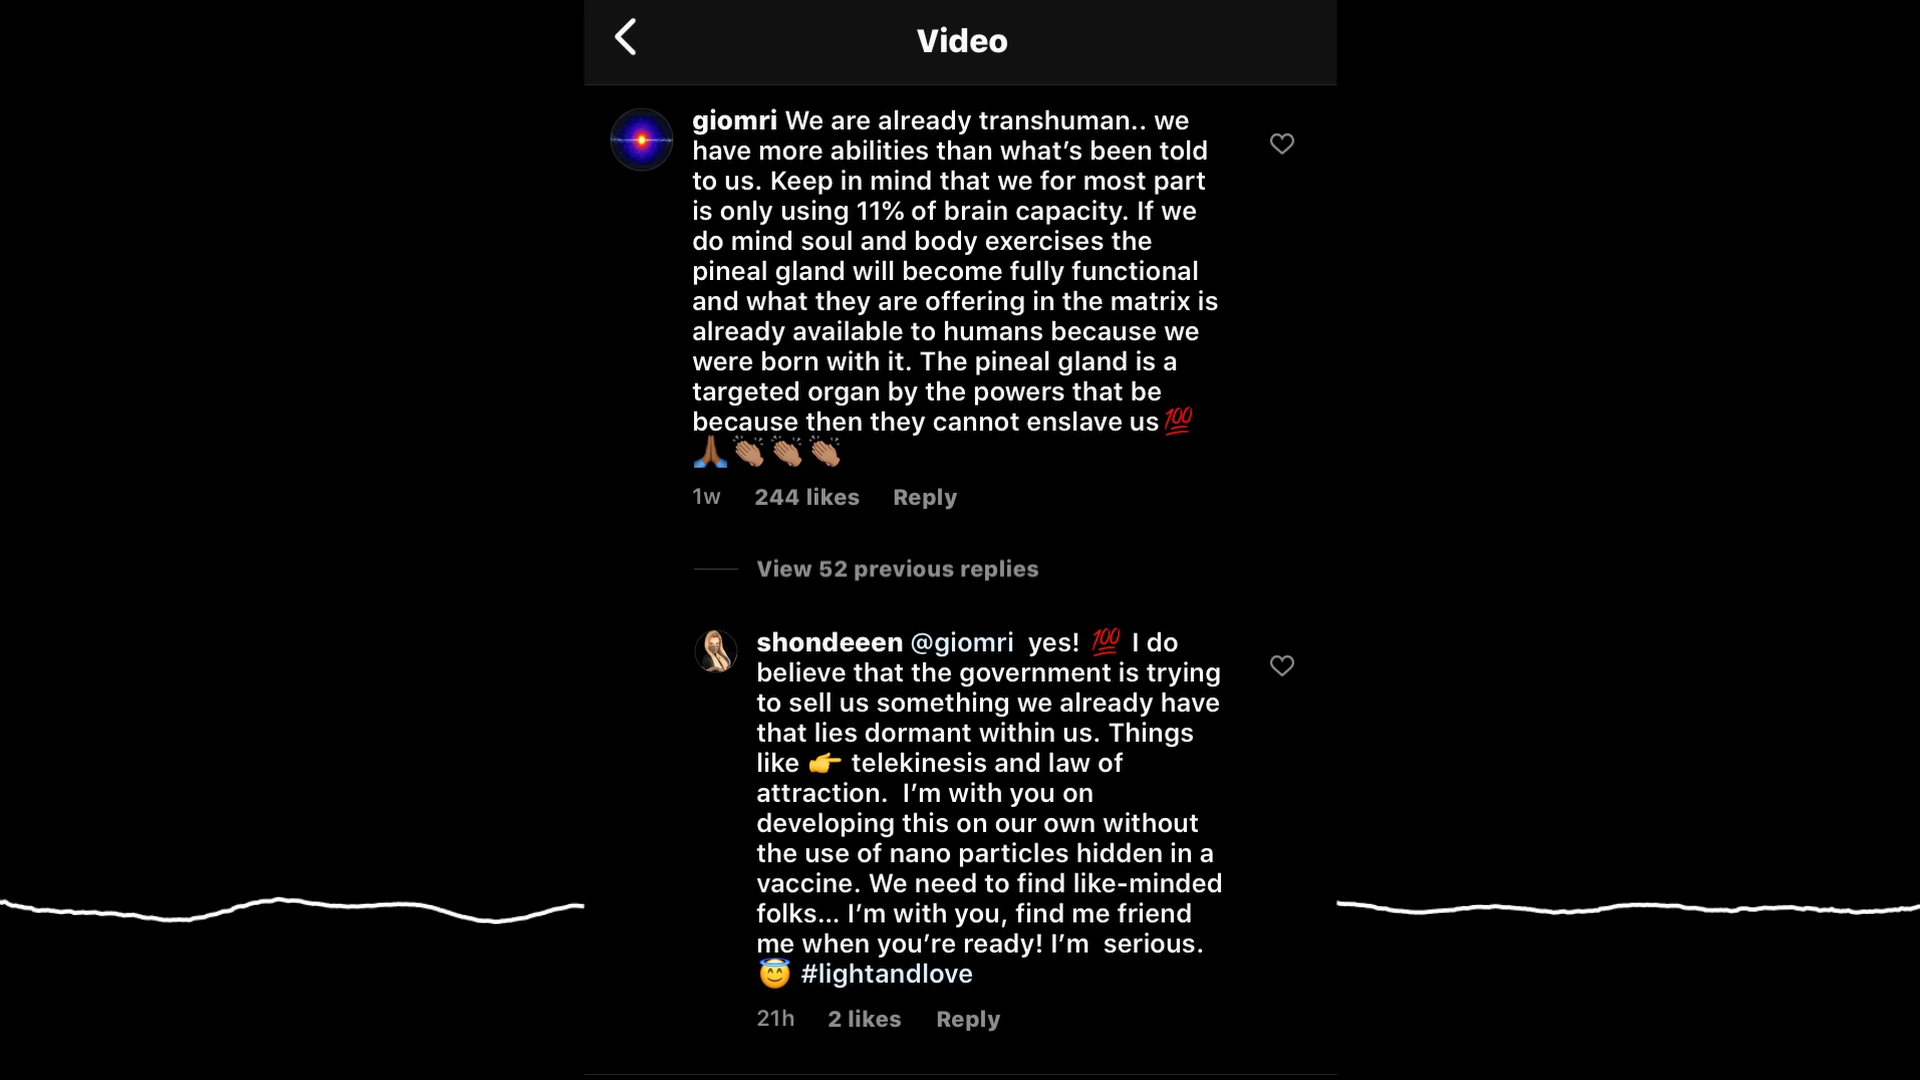 Video
giomri We are already transhuman.. we
have more abilities than what's been told
to us. Keep in mind that we for most part
is only using 11% of brain capacity. If we
do mind soul and body exercises the
pineal gland will become fully functional
and what they are offering in the matrix is
already available to humans because we
were born with it. The pineal gland is a
targeted organ by the powers that be
because then they cannot enslave us💯
🙏🏾👏🏽👏🏽👏🏽
1w 244 likes Reply
View 52 previous replies
shondeeen @giomri yes! 💯 I do
believe that the government is trying
to sell us something we already have
that lies dormant within us. Things
like 👉 telekinesis and law of
attraction. I'm with you on
developing this on our own without
the use of nano particles hidden in a
vaccine. We need to find like-minded
folks... I'm with you, find me friend
me when you're ready! I'm serious.
😇 #lightandlove
21h 2 likes Reply